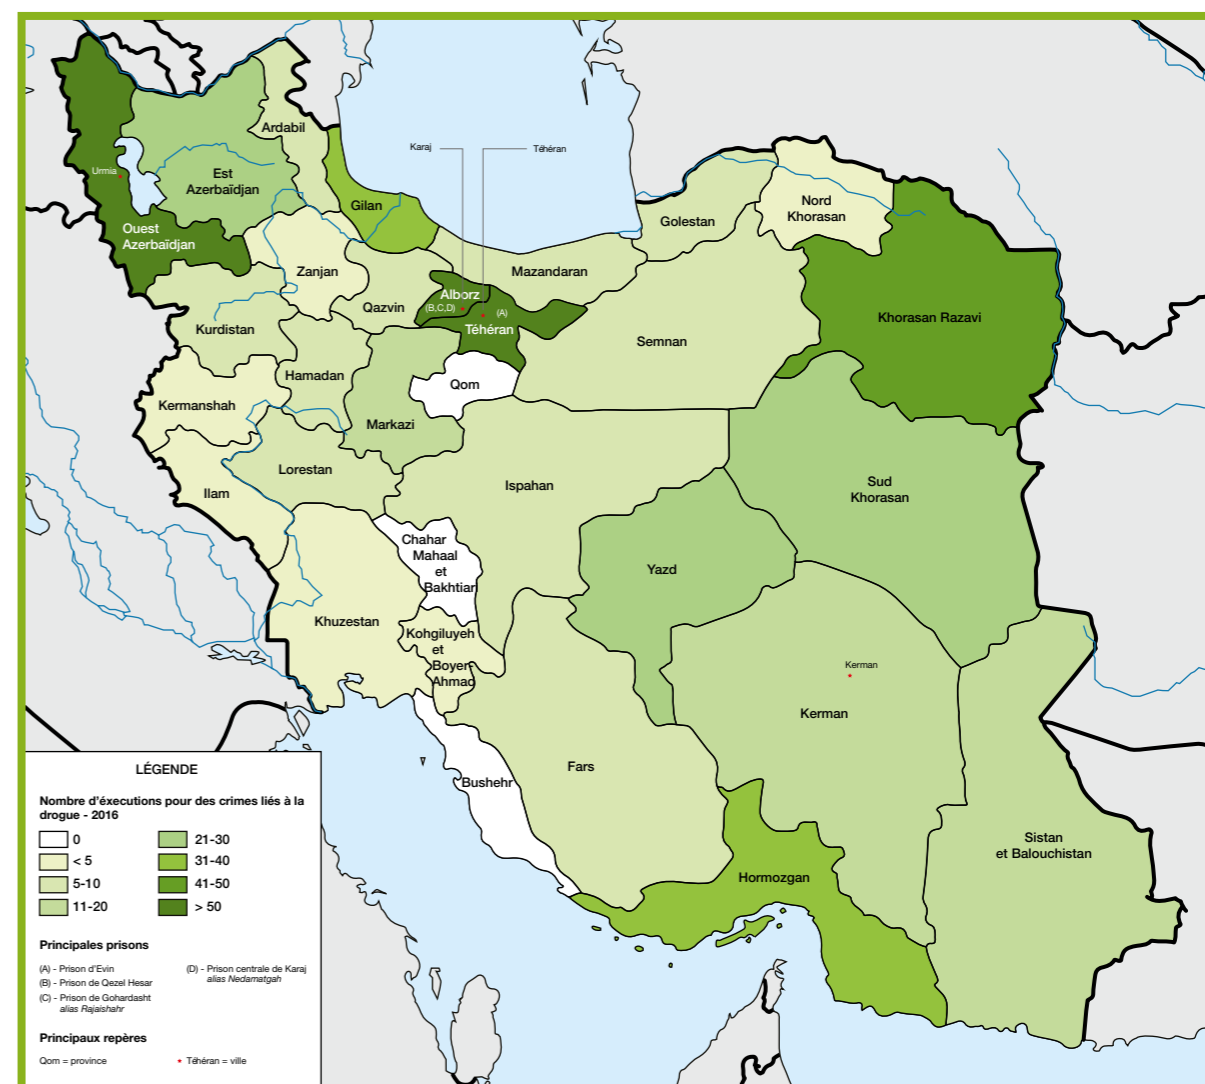 Karaj
Téhéran
Ardabil
Urmia
Est
Azerbaïdjan
Gilan
Nord
Khorasan
Golestan
Ouest
Azerbaïdjan
Zanjan
Mazandaran
Alborz
(B,C,D)
Qazvin
(A)
Téhéran
Khorasan Razavi
Kurdistan
Semnan
Hamadan
Qom
Kermanshah
Markazi
Lorestan
Ispahan
Sud
Khorasan
Ilam
Chahar
Mahaal
et
Bakhtiar
Yazd
Khuzestan
Kohgiluyeh
et
Boyer-
Ahmad
Kerman
Kerman
Fars
Bushehr
Sistan
et Balouchistan
Hormozgan
LÉGENDE
Nombre d'éxecutions pour des crimes liés à la
drogue - 2016
0
21-30
< 5
31-40
5-10
41-50
11-20
> 50
Principales prisons
(A) - Prison d'Evin
(B) - Prison de Qezel Hesar
(C) - Prison de Gohardasht
alias Rajaishahr
(D) - Prison centrale de Karaj
alias Nedamatgah
Principaux repères
Qom = province
Téhéran = ville